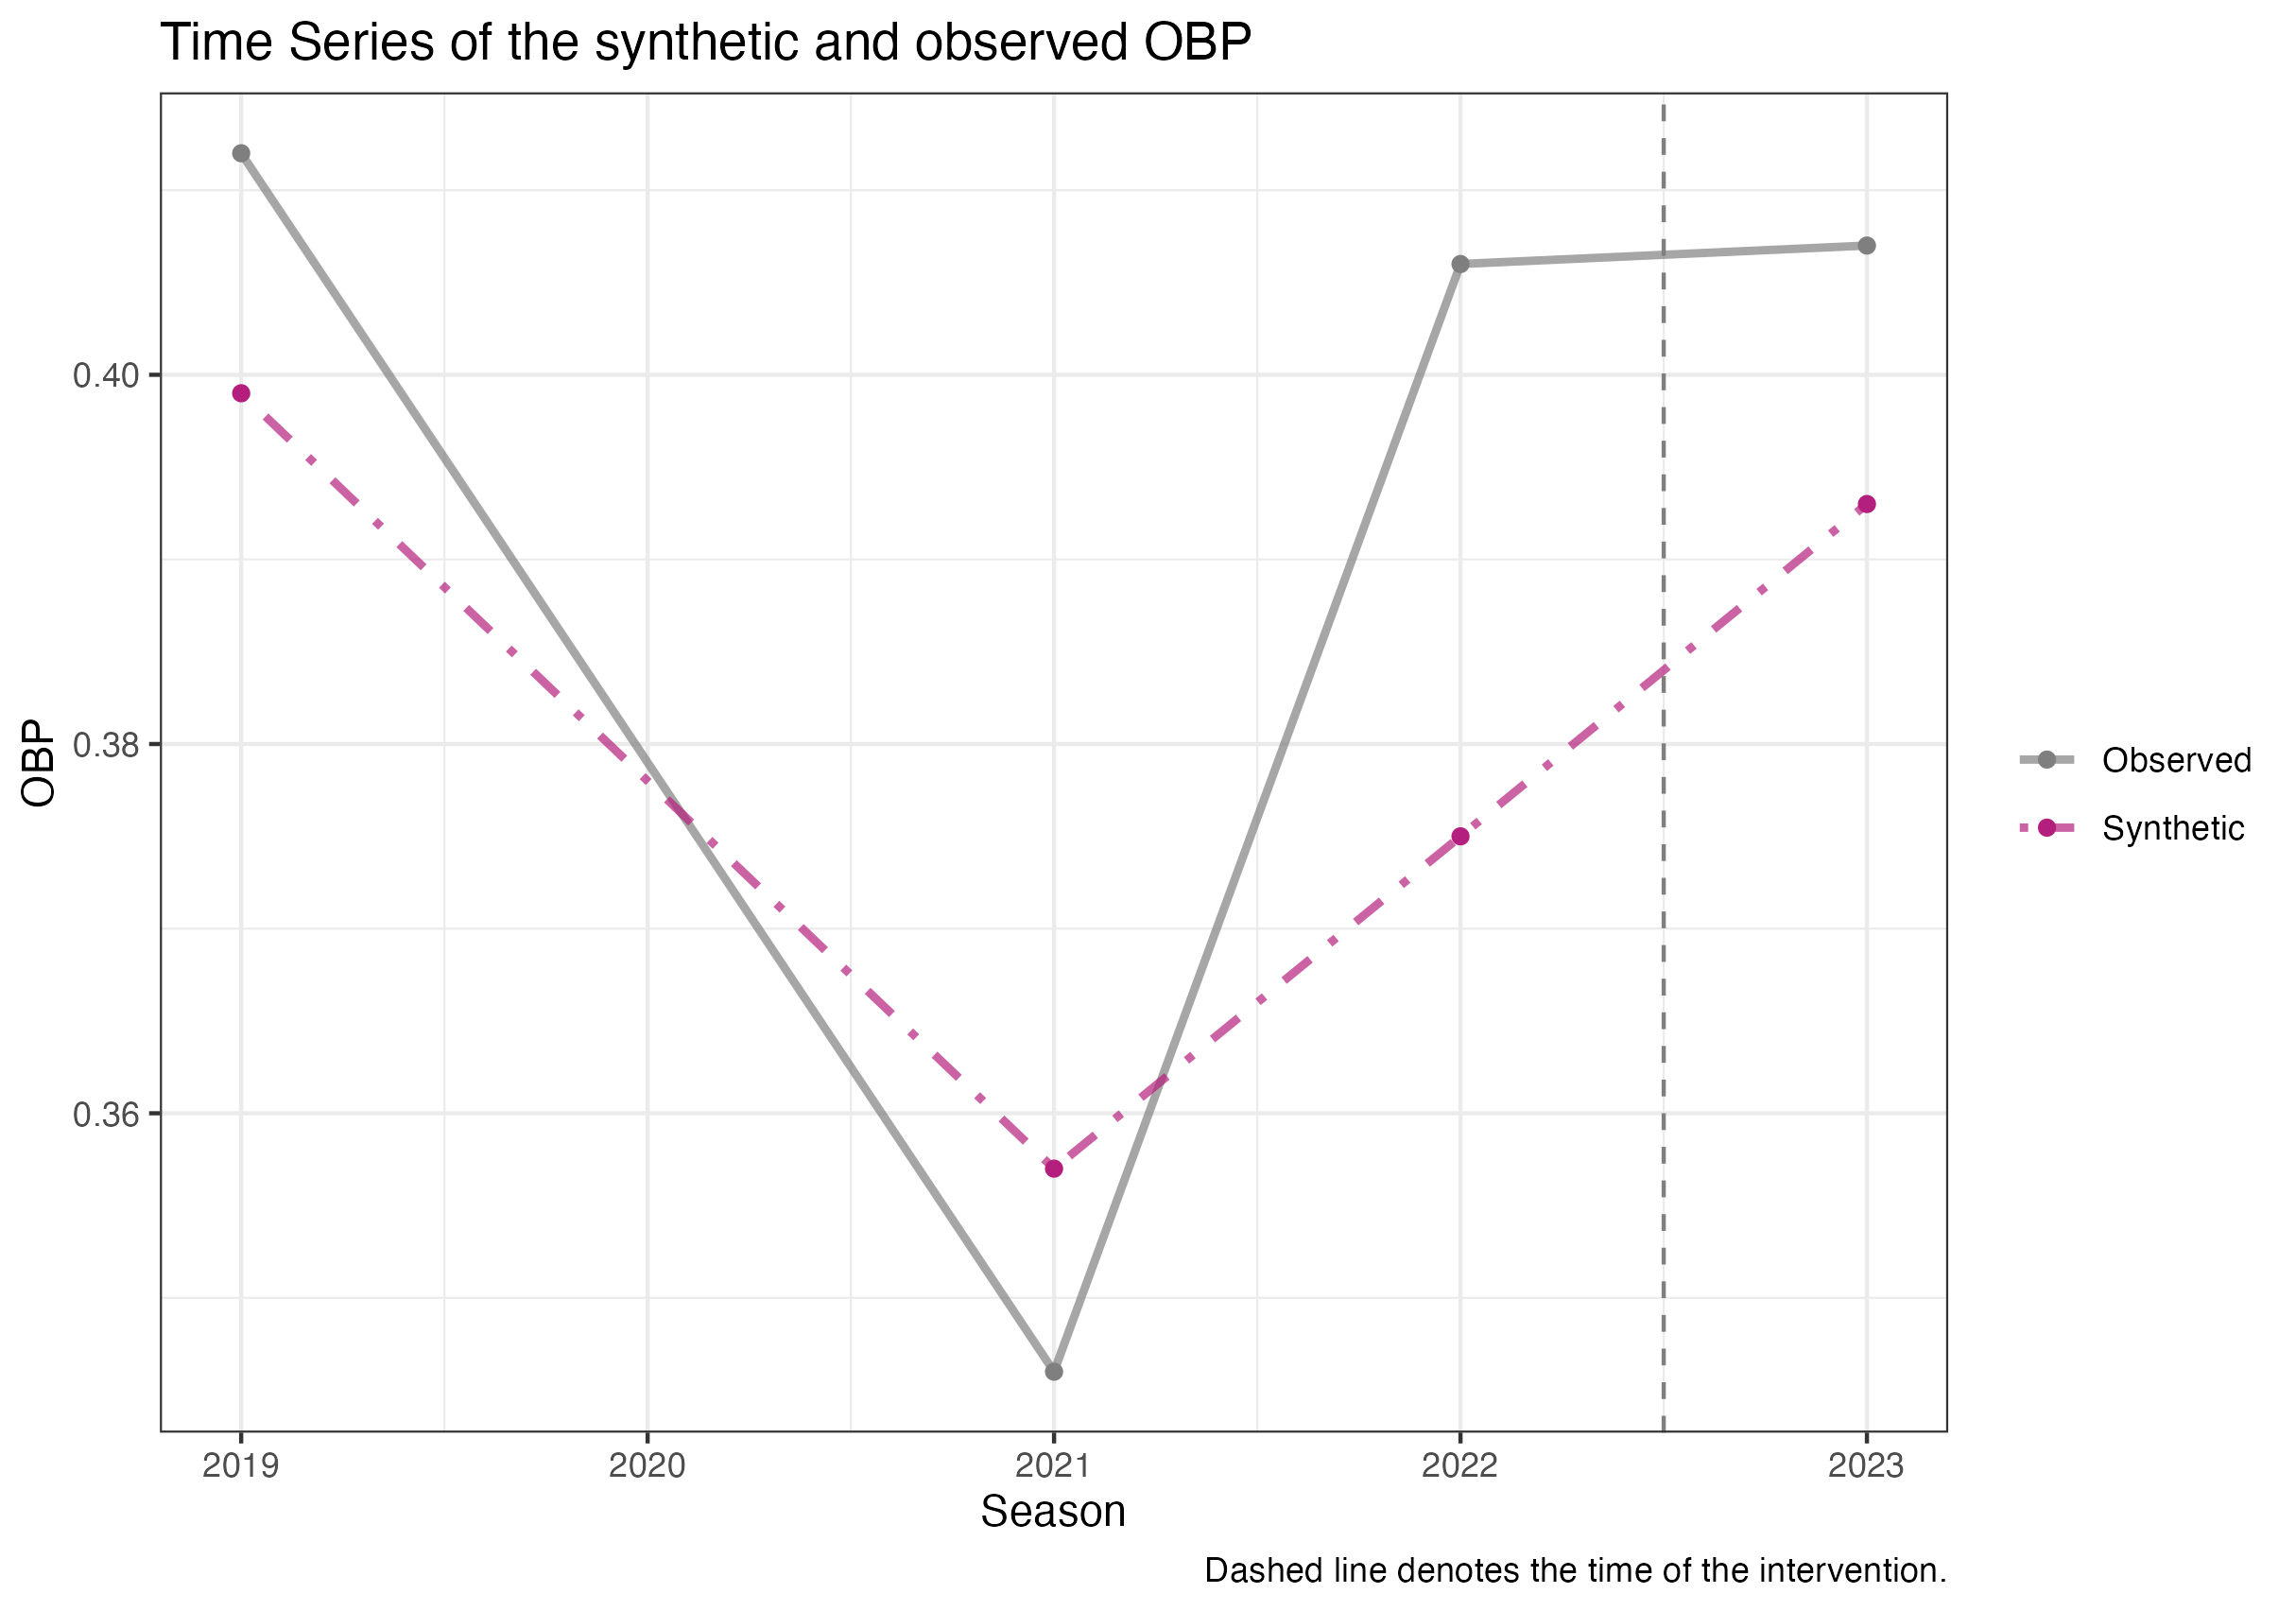 Time Series of the synthetic and observed OBP
OBP
0.40
0.38
0.36
2019 2020 2021 2022 2023
Season
Observed
Synthetic
Dashed line denotes the time of the intervention.